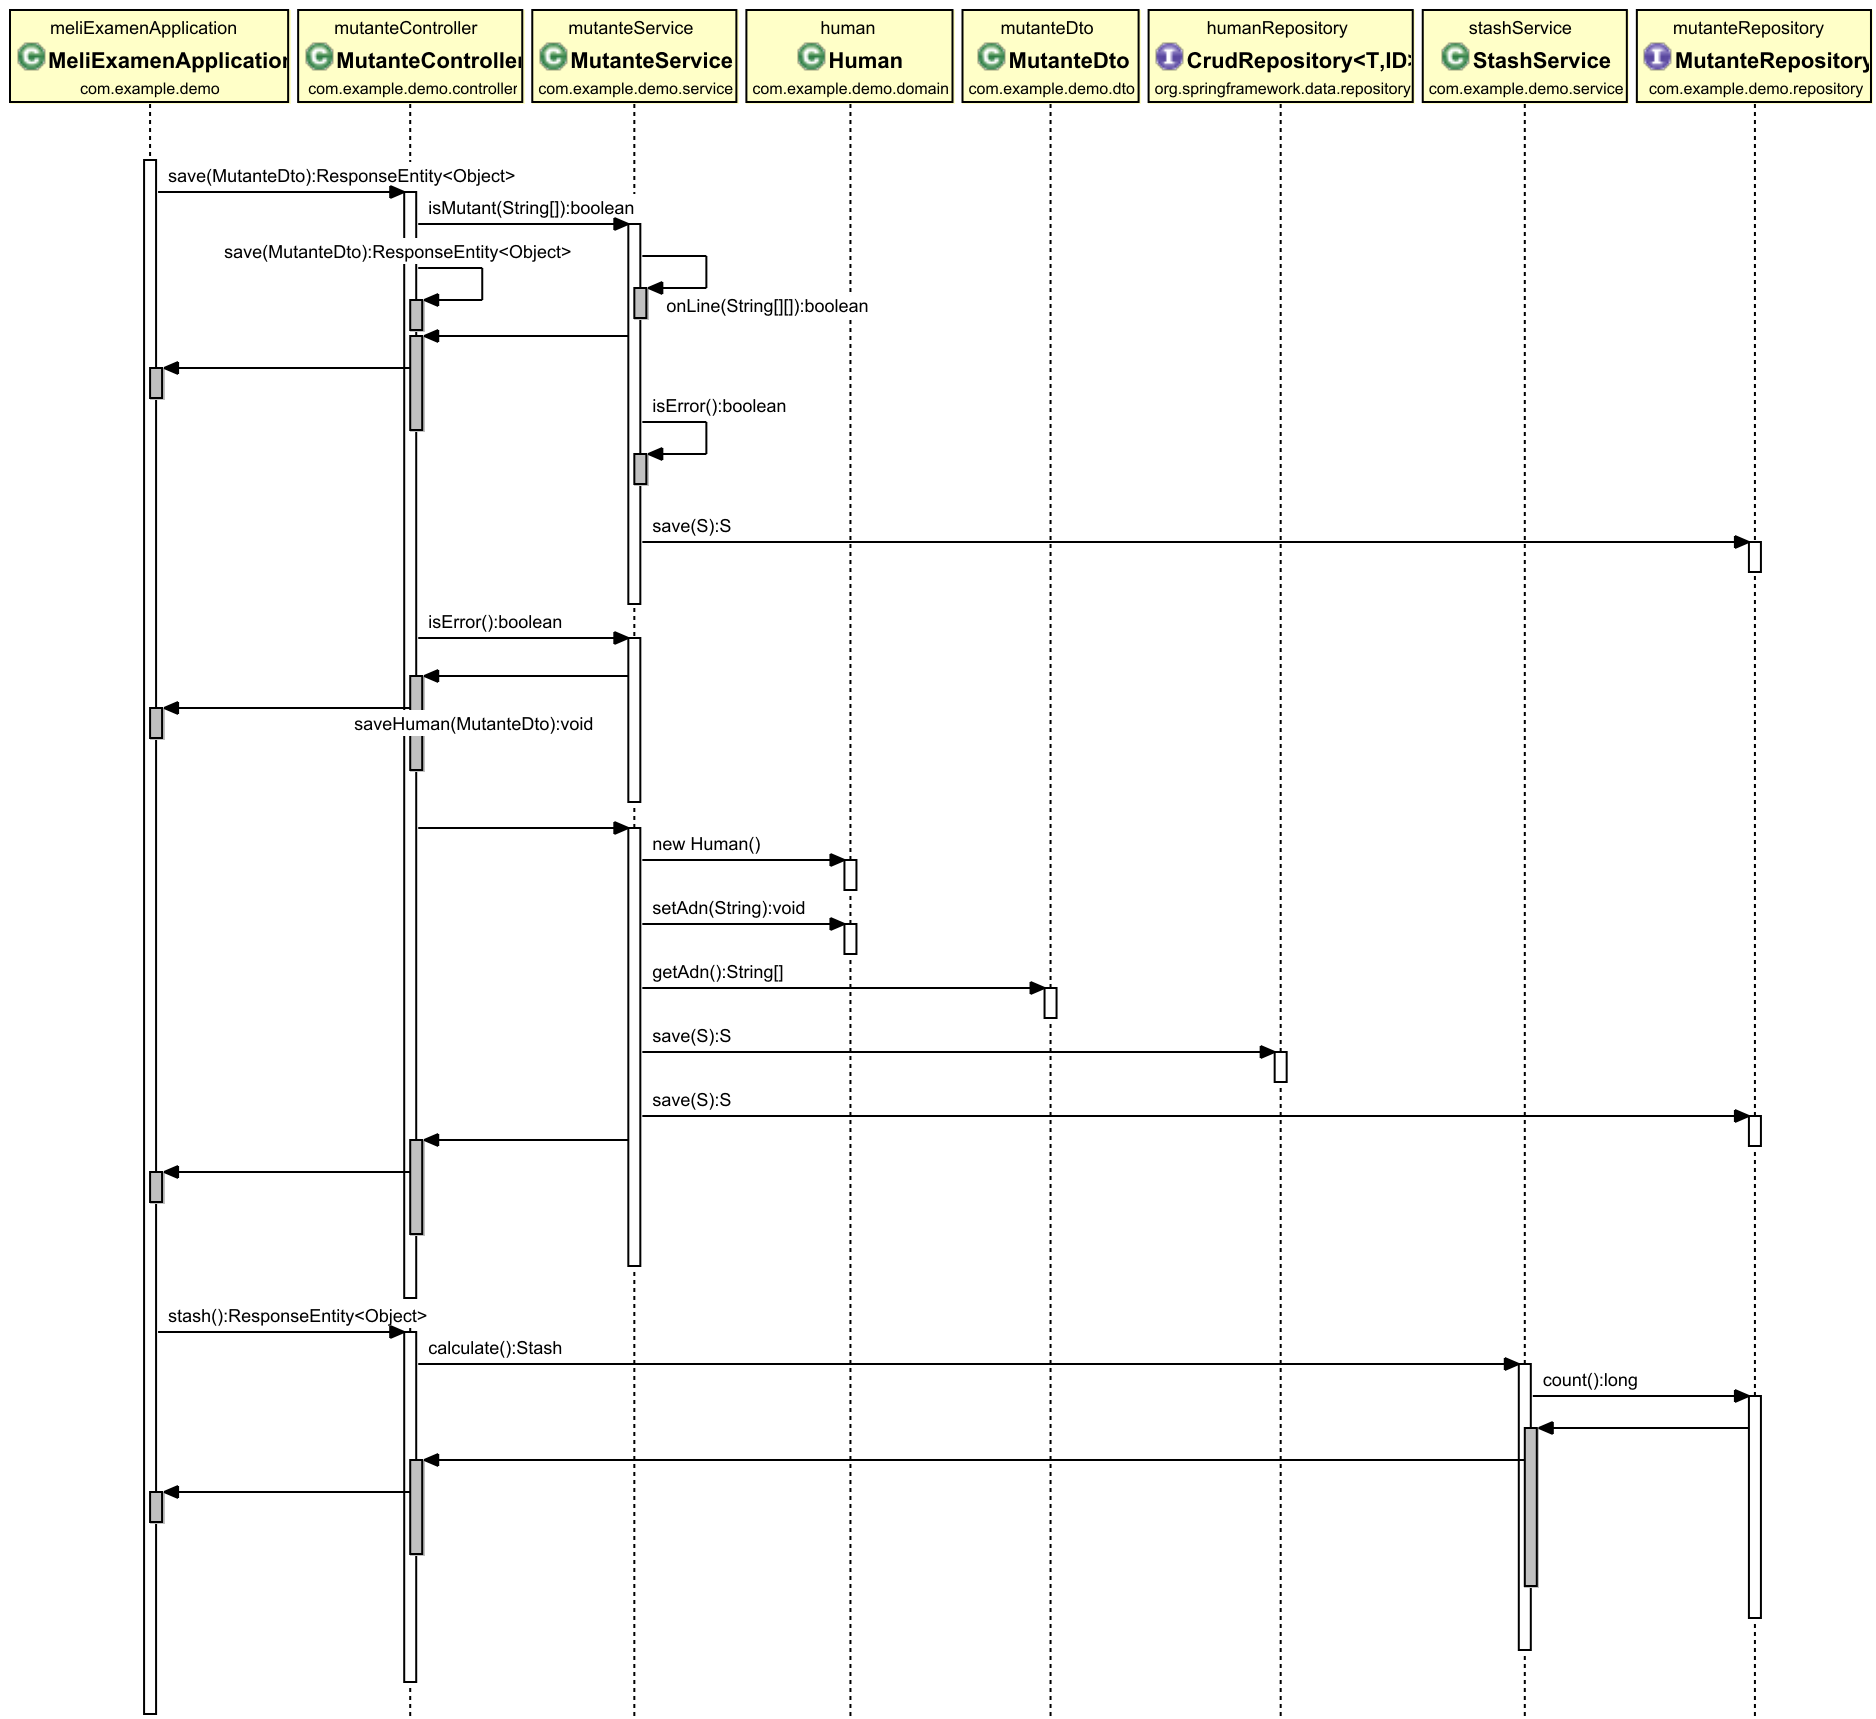 meliExamenApplication
MeliExamenApplication
com.example.demo
mutanteController
MutanteController
com.example.demo.controller
mutanteService
MutanteService
com.example.demo.service
human
Human
com.example.demo.domain
mutanteDto
MutanteDto
com.example.demo.dto
humanRepository
CrudRepository<T,ID>
org.springframework.data.repository
stashService
StashService
com.example.demo.service
mutanteRepository
MutanteRepository
com.example.demo.repository
save(MutanteDto):ResponseEntity<Object>
isMutant(String[]):boolean
save(MutanteDto):ResponseEntity<Object>
onLine(String[][]):boolean
isError():boolean
save(S):S
isError():boolean
saveHuman(MutanteDto):void
new Human()
setAdn(String):void
getAdn():String[]
save(S):S
save(S):S
stash():ResponseEntity<Object>
calculate():Stash
count():long